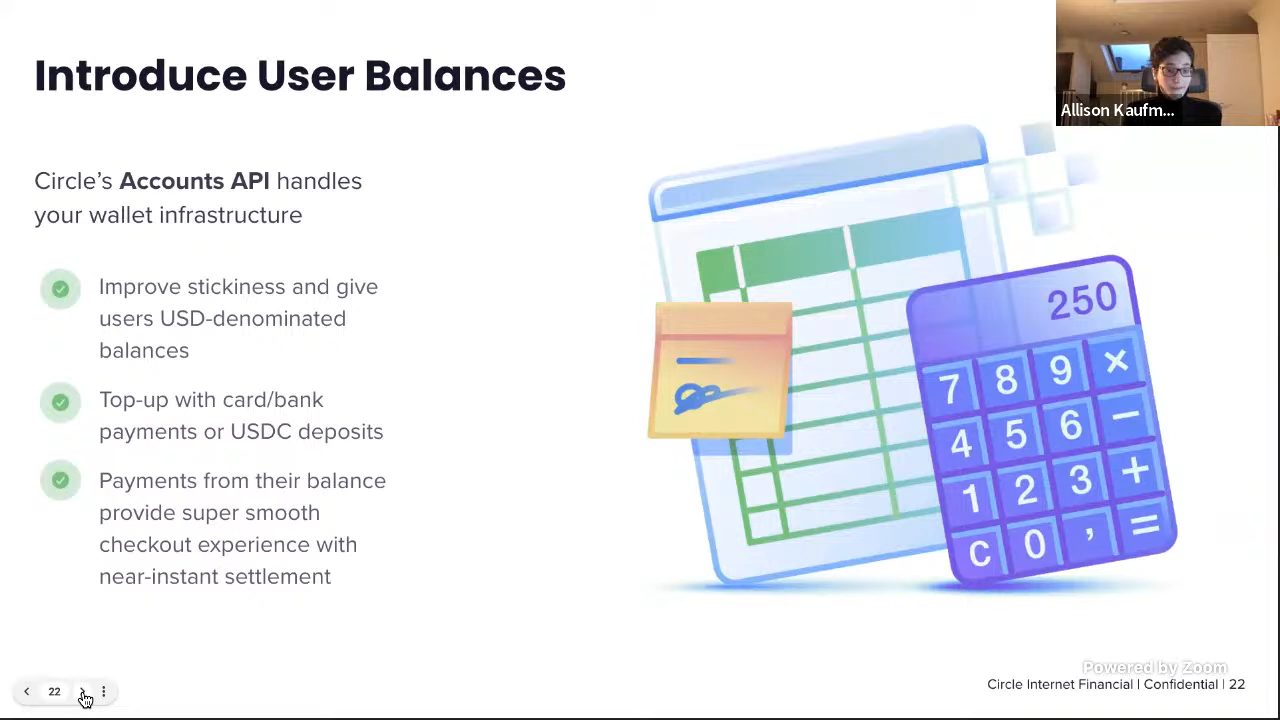 Introduce User Balances
Allison Kaufm...
Circle's Accounts API handles
your wallet infrastructure
Improve stickiness and give
users USD-denominated
balances
Top-up with card/bank
payments or USDC deposits
Payments from their balance
provide super smooth
checkout experience with
near-instant settlement
250
7 8 9 ×
4 5 6 −
1 2 3 +
C 0 , =
Powered by Zoom
Circle Internet Financial | Confidential | 22
22